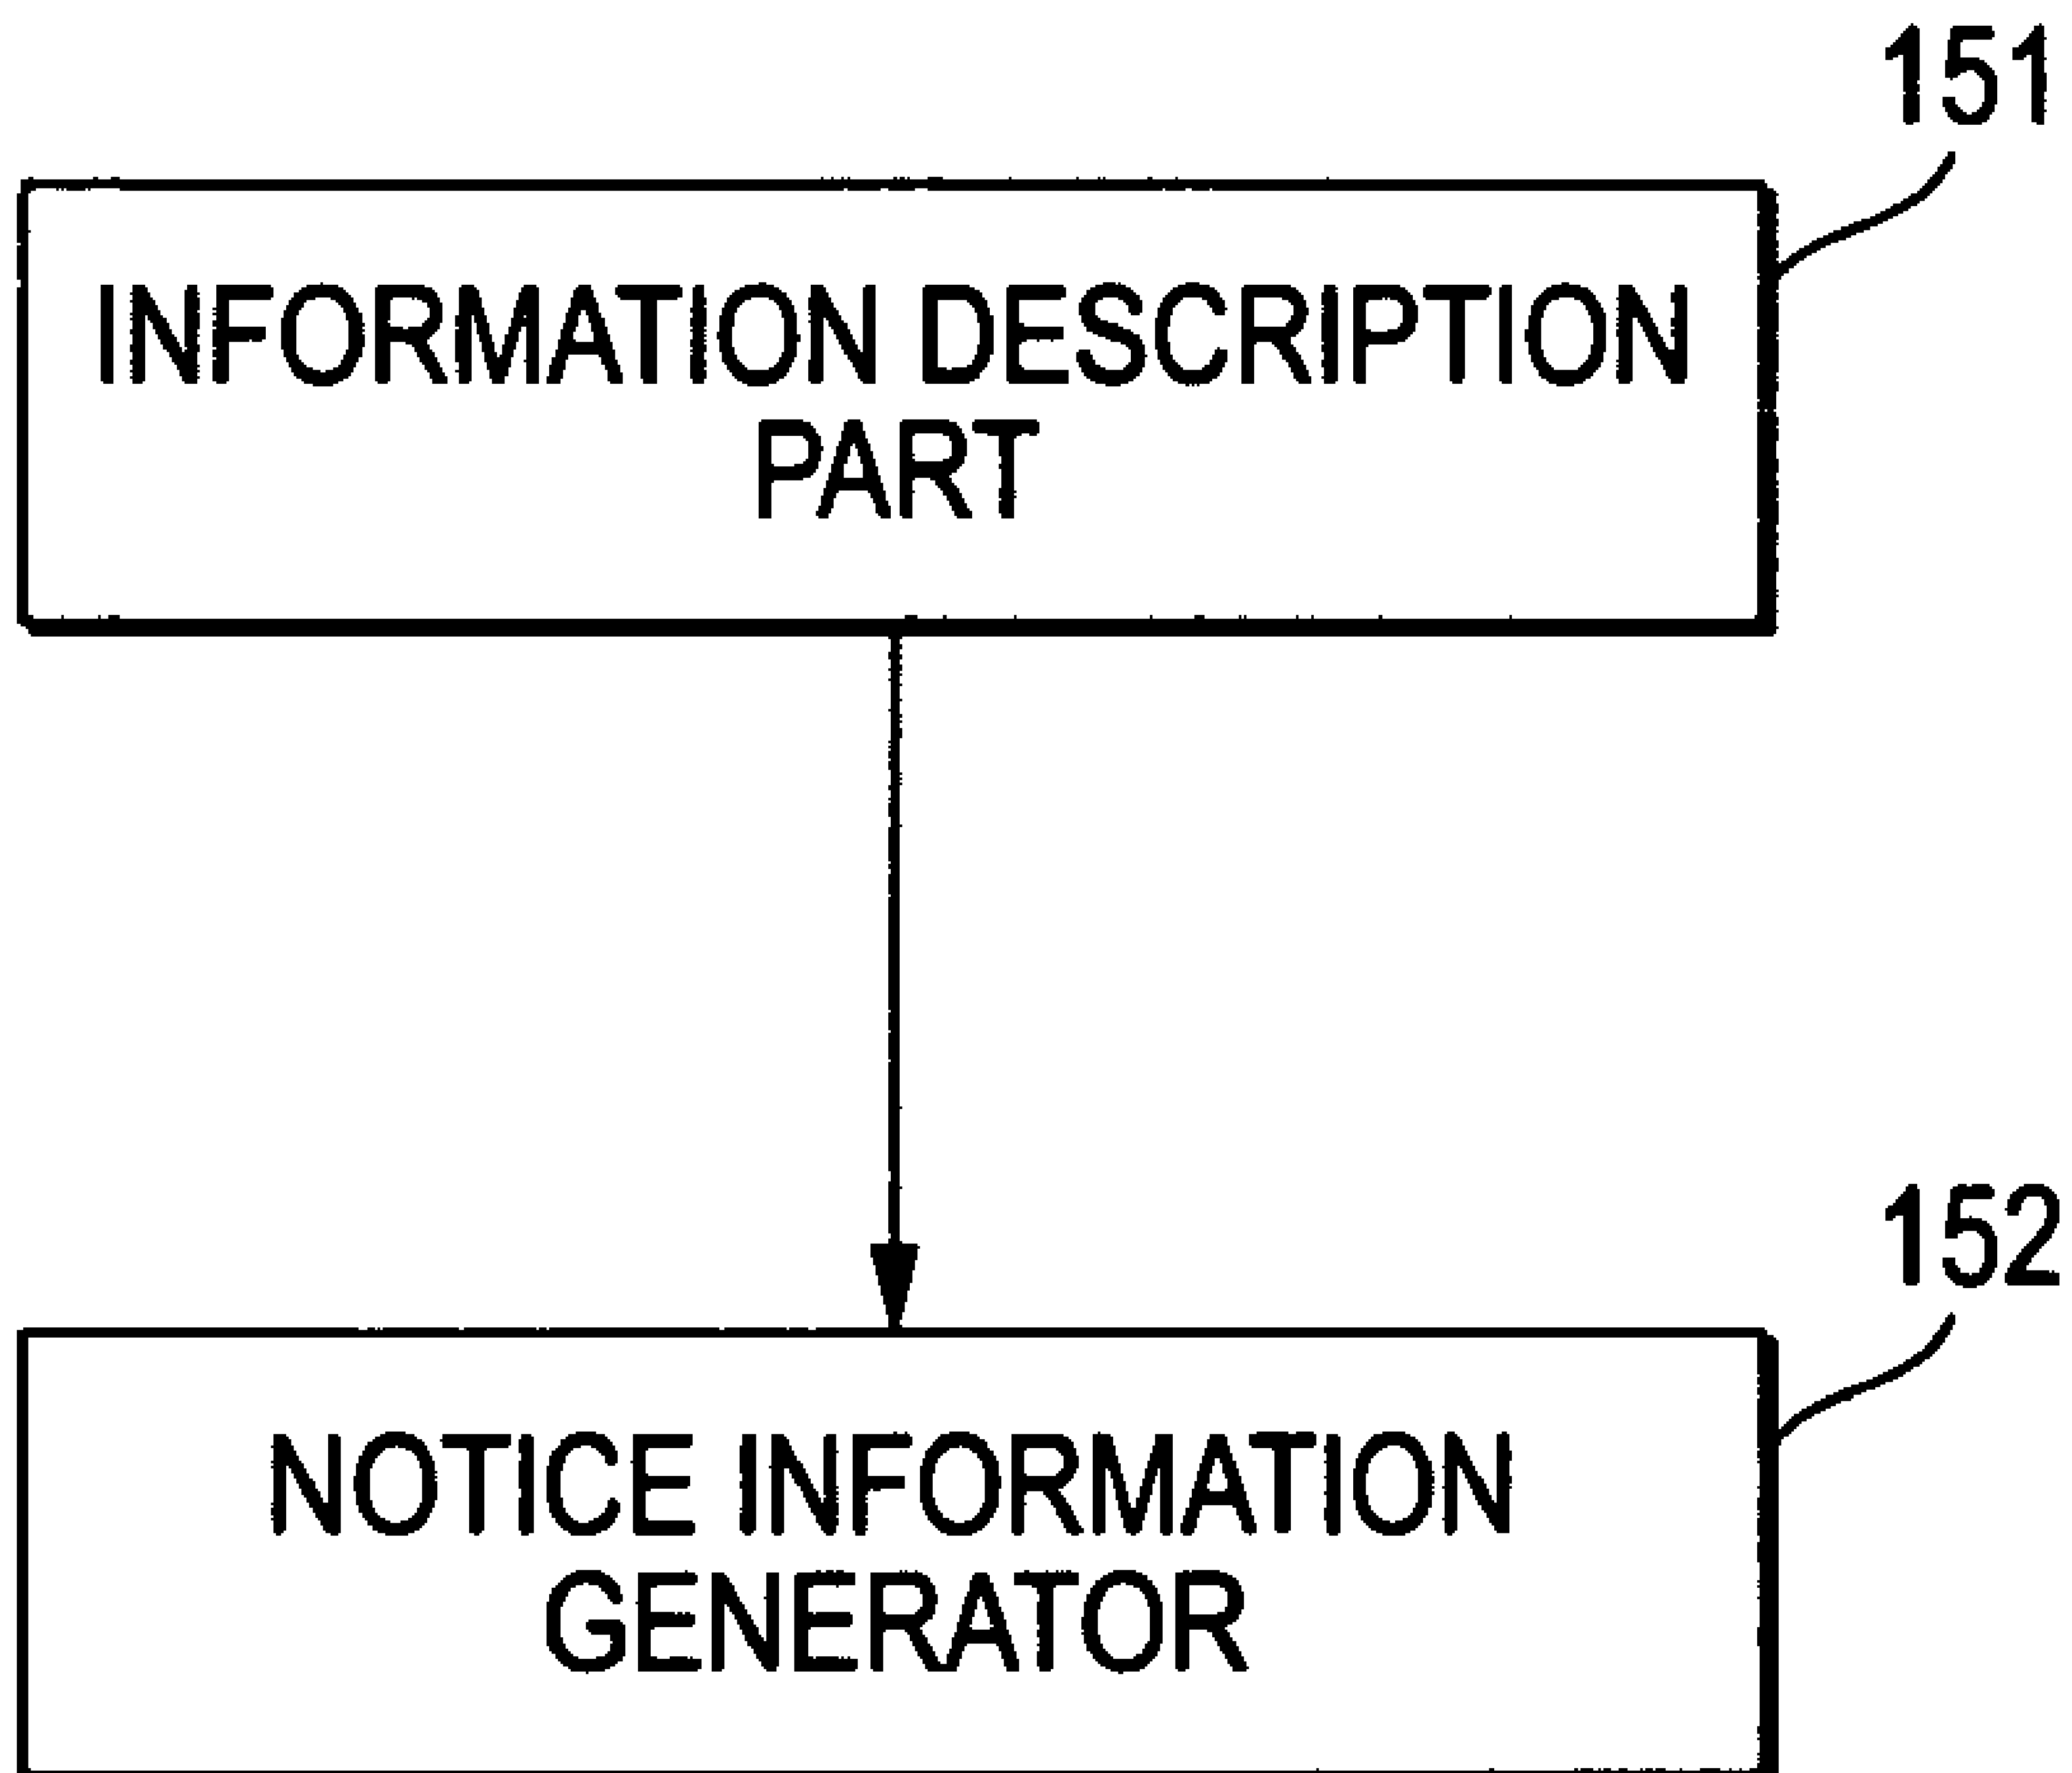 151
INFORMATION DESCRIPTION
PART
152
NOTICE INFORMATION
GENERATOR